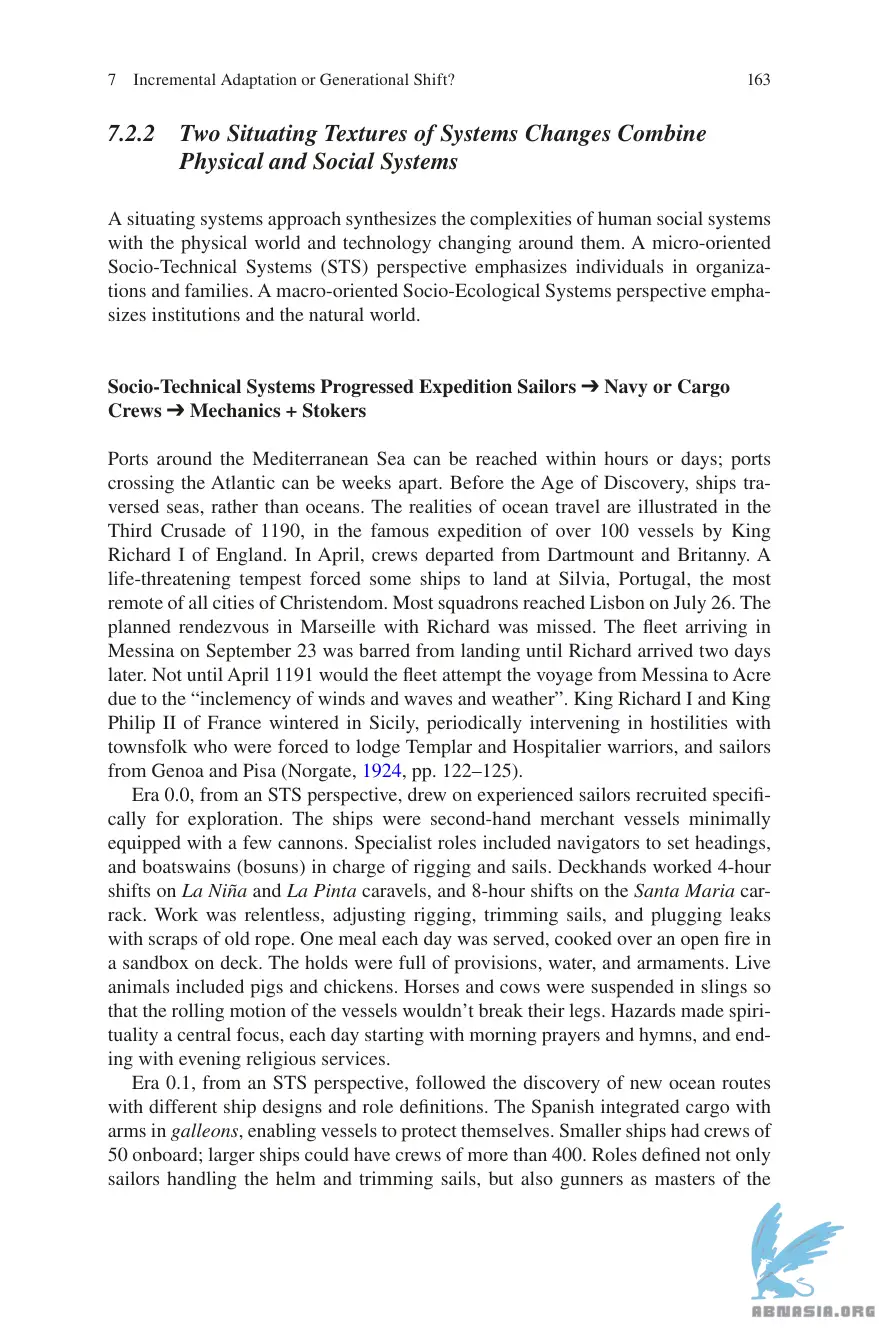 7 Incremental Adaptation or Generational Shift? 163
7.2.2 Two Situating Textures of Systems Changes Combine
Physical and Social Systems
A situating systems approach synthesizes the complexities of human social systems
with the physical world and technology changing around them. A micro-oriented
Socio-Technical Systems (STS) perspective emphasizes individuals in organiza-
tions and families. A macro-oriented Socio-Ecological Systems perspective empha-
sizes institutions and the natural world.
Socio-Technical Systems Progressed Expedition Sailors ➔ Navy or Cargo
Crews ➔ Mechanics + Stokers
Ports around the Mediterranean Sea can be reached within hours or days; ports
crossing the Atlantic can be weeks apart. Before the Age of Discovery, ships tra-
versed seas, rather than oceans. The realities of ocean travel are illustrated in the
Third Crusade of 1190, in the famous expedition of over 100 vessels by King
Richard I of England. In April, crews departed from Dartmount and Britanny. A
life-threatening tempest forced some ships to land at Silvia, Portugal, the most
remote of all cities of Christendom. Most squadrons reached Lisbon on July 26. The
planned rendezvous in Marseille with Richard was missed. The fleet arriving in
Messina on September 23 was barred from landing until Richard arrived two days
later. Not until April 1191 would the fleet attempt the voyage from Messina to Acre
due to the “inclemency of winds and waves and weather”. King Richard I and King
Philip II of France wintered in Sicily, periodically intervening in hostilities with
townsfolk who were forced to lodge Templar and Hospitalier warriors, and sailors
from Genoa and Pisa (Norgate, 1924, pp. 122–125).
Era 0.0, from an STS perspective, drew on experienced sailors recruited specifi-
cally for exploration. The ships were second-hand merchant vessels minimally
equipped with a few cannons. Specialist roles included navigators to set headings,
and boatswains (bosuns) in charge of rigging and sails. Deckhands worked 4-hour
shifts on La Niña and La Pinta caravels, and 8-hour shifts on the Santa Maria car-
rack. Work was relentless, adjusting rigging, trimming sails, and plugging leaks
with scraps of old rope. One meal each day was served, cooked over an open fire in
a sandbox on deck. The holds were full of provisions, water, and armaments. Live
animals included pigs and chickens. Horses and cows were suspended in slings so
that the rolling motion of the vessels wouldn’t break their legs. Hazards made spiri-
tuality a central focus, each day starting with morning prayers and hymns, and end-
ing with evening religious services.
Era 0.1, from an STS perspective, followed the discovery of new ocean routes
with different ship designs and role definitions. The Spanish integrated cargo with
arms in galleons, enabling vessels to protect themselves. Smaller ships had crews of
50 onboard; larger ships could have crews of more than 400. Roles defined not only
sailors handling the helm and trimming sails, but also gunners as masters of the
ABNASIA.ORG